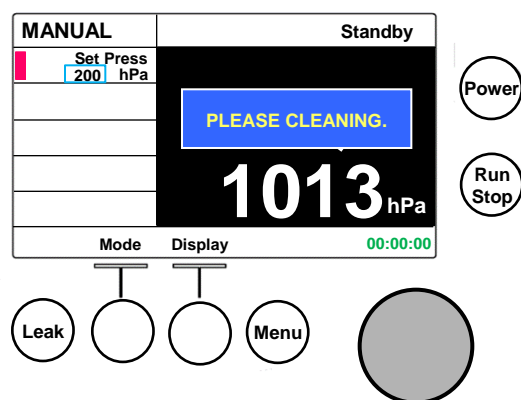 MANUAL Standby
Set Press
200 hPa
PLEASE CLEANING.
1013 hPa
Mode Display 00:00:00
Power
Run
Stop
Leak
Menu